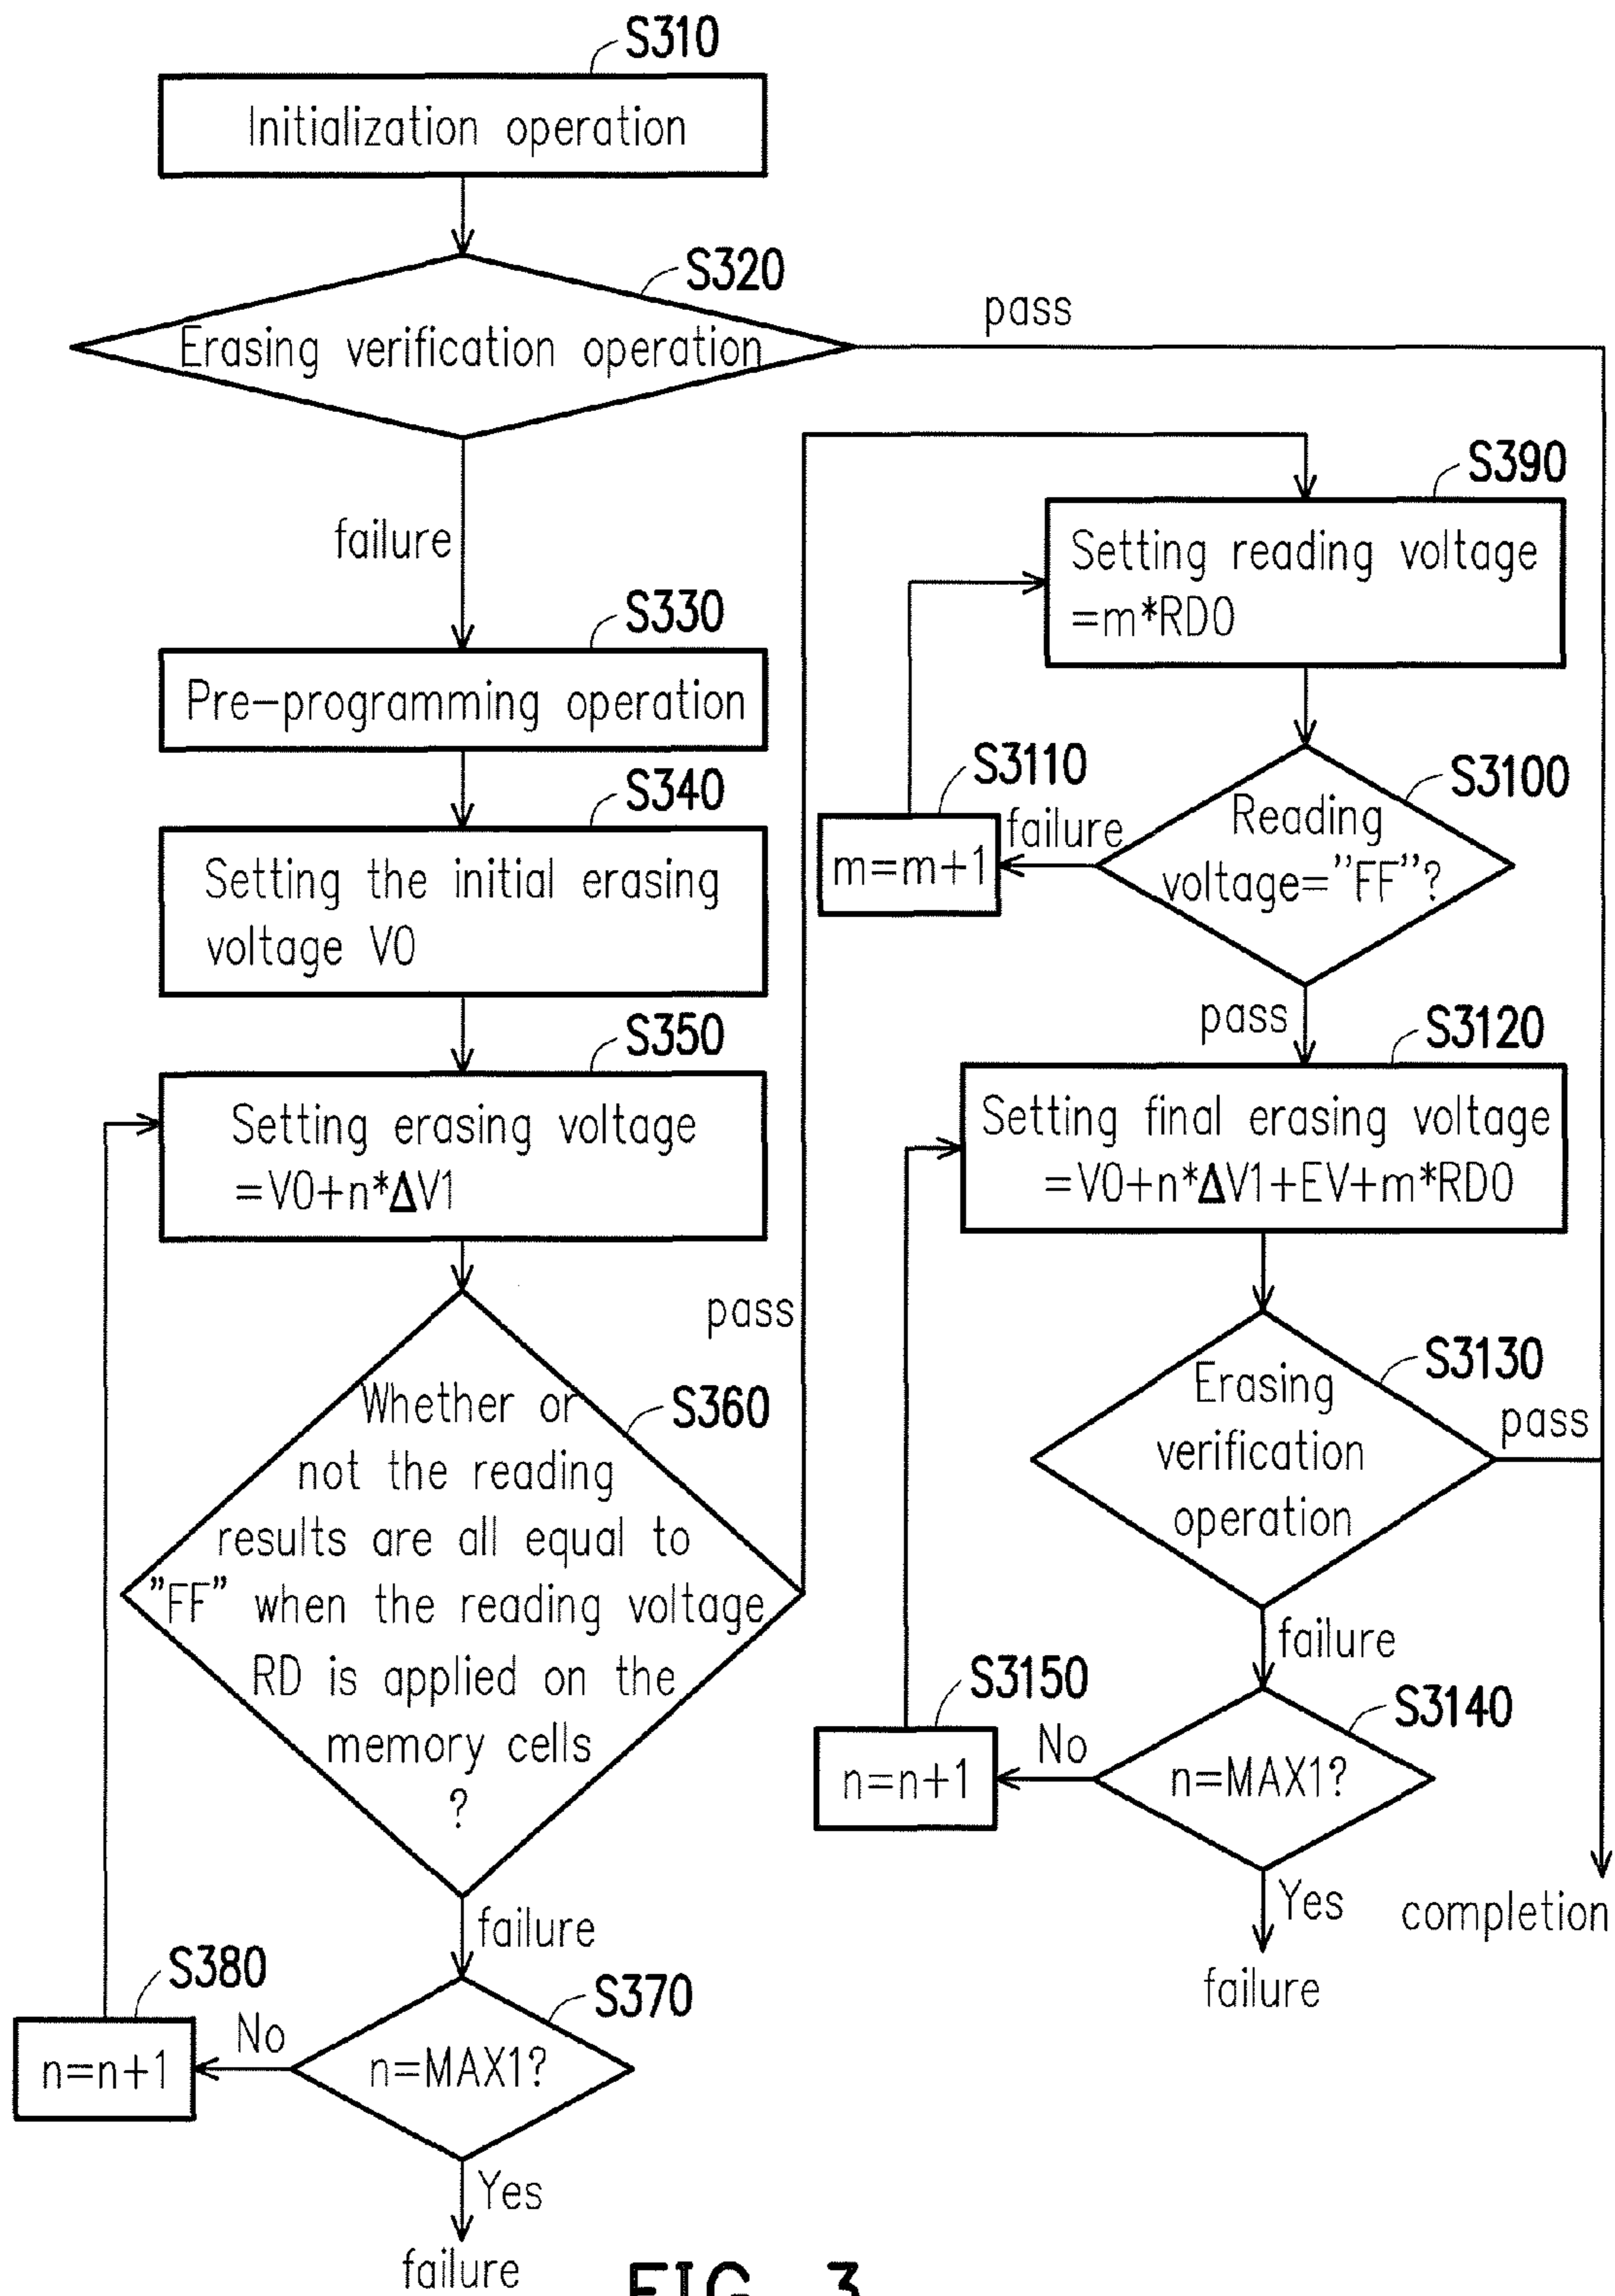 S310
Initialization operation
S320
Erasing verification operation
pass
failure
S330
Pre-programming operation
S340
Setting the initial erasing
voltage V0
S350
Setting erasing voltage
=V0+n*ΔV1
pass
S360
Whether or
not the reading
results are all equal to
"FF" when the reading voltage
RD is applied on the
memory cells
?
failure
S370
n=MAX1?
No
S380
n=n+1
Yes
failure
S390
Setting reading voltage
=m*RD0
S3100
Reading
voltage="FF"?
failure
S3110
m=m+1
pass
S3120
Setting final erasing voltage
=V0+n*ΔV1+EV+m*RD0
S3130
Erasing
verification
operation
pass
failure
S3140
n=MAX1?
No
S3150
n=n+1
Yes
failure
completion
FIG. 3